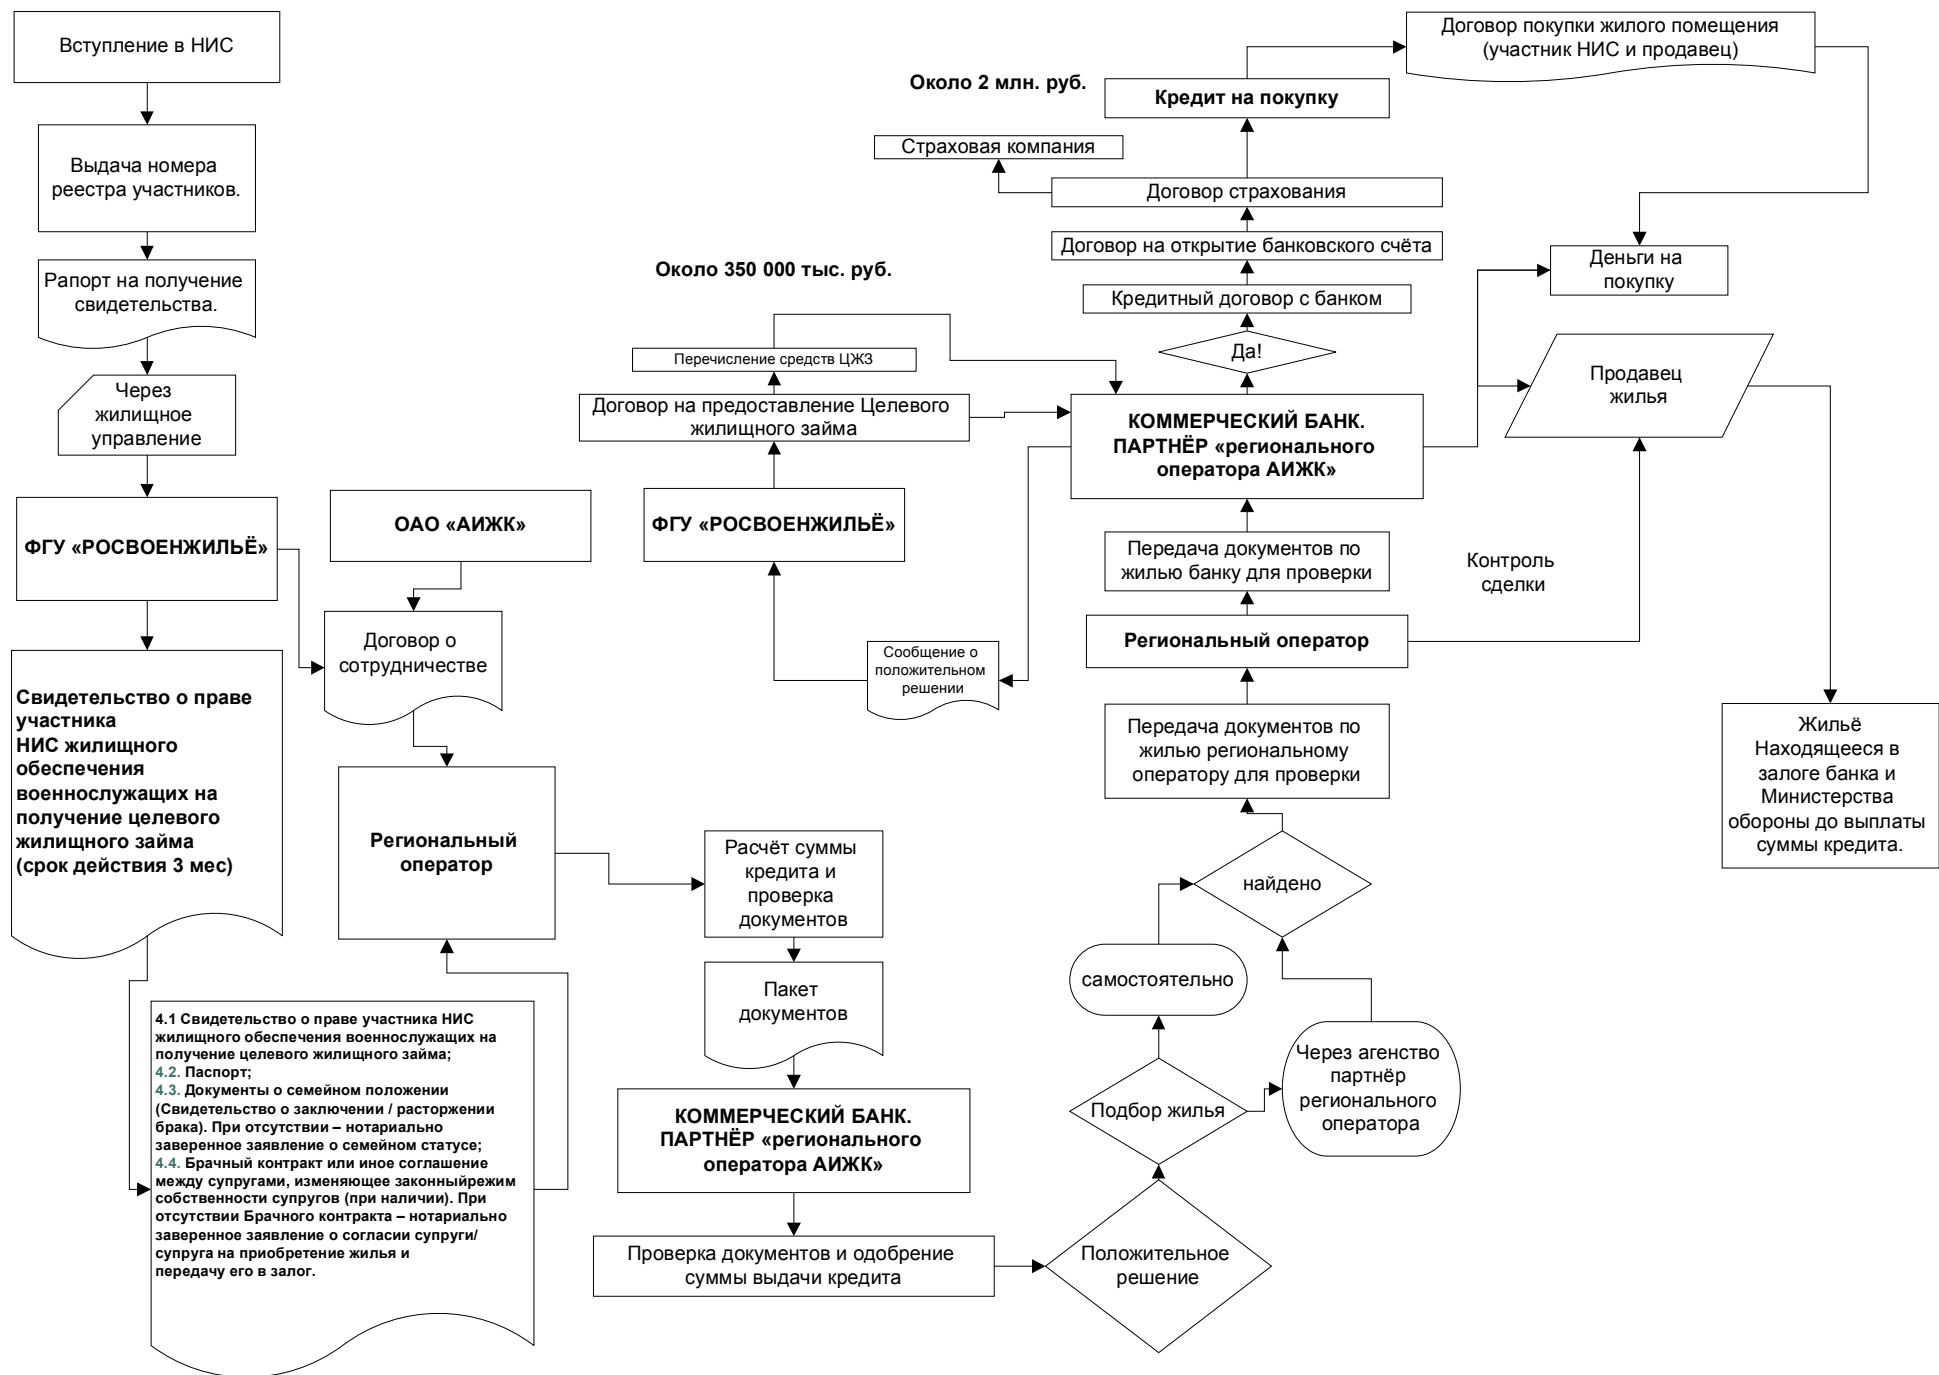 Вступление в НИС
Выдача номера
реестра участников.
Рапорт на получение
свидетельства.
Через
жилищное
управление
ФГУ «РОСВОЕНЖИЛЬЁ»
Свидетельство о праве
участника
НИС жилищного
обеспечения
военнослужащих на
получение целевого
жилищного займа
(срок действия 3 мес)
4.1 Свидетельство о праве участника НИС
жилищного обеспечения военнослужащих на
получение целевого жилищного займа;
4.2. Паспорт;
4.3. Документы о семейном положении
(Свидетельство о заключении / расторжении
брака). При отсутствии – нотариально
заверенное заявление о семейном статусе;
4.4. Брачный контракт или иное соглашение
между супругами, изменяющее законныйрежим
собственности супругов (при наличии). При
отсутствии Брачного контракта – нотариально
заверенное заявление о согласии супруги/
супруга на приобретение жилья и
передачу его в залог.
ОАО «АИЖК»
Договор о
сотрудничестве
Региональный
оператор
Расчёт суммы
кредита и
проверка
документов
Пакет
документов
КОММЕРЧЕСКИЙ БАНК.
ПАРТНЁР «регионального
оператора АИЖК»
Проверка документов и одобрение
суммы выдачи кредита
Положительное
решение
Подбор жилья
самостоятельно
Через агенство
партнёр
регионального
оператора
найдено
Передача документов по
жилью региональному
оператору для проверки
Региональный оператор
Передача документов по
жилью банку для проверки
КОММЕРЧЕСКИЙ БАНК.
ПАРТНЁР «регионального
оператора АИЖК»
Сообщение о
положительном
решении
ФГУ «РОСВОЕНЖИЛЬЁ»
Договор на предоставление Целевого
жилищного займа
Перечисление средств ЦЖЗ
Около 350 000 тыс. руб.
Да!
Кредитный договор с банком
Договор на открытие банковского счёта
Договор страхования
Страховая компания
Кредит на покупку
Около 2 млн. руб.
Договор покупки жилого помещения
(участник НИС и продавец)
Деньги на
покупку
Продавец
жилья
Контроль
сделки
Жильё
Находящееся в
залоге банка и
Министерства
обороны до выплаты
суммы кредита.